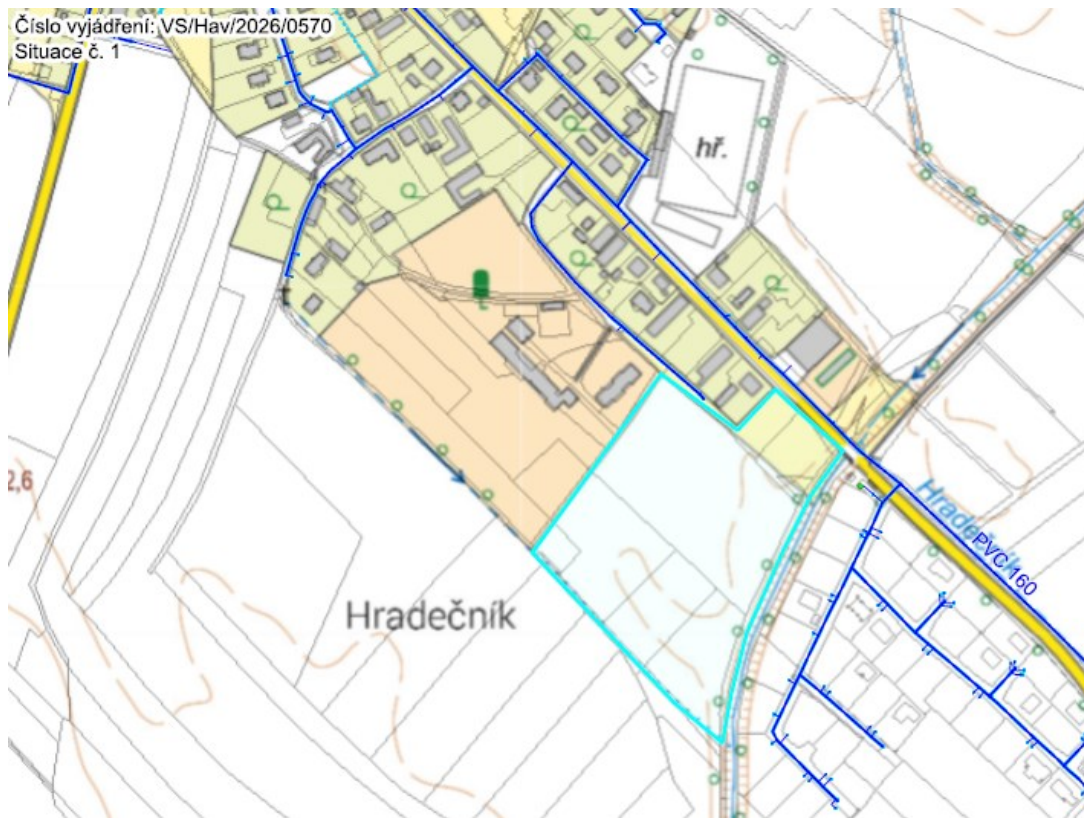 Číslo vyjádření: VS/Hav/2026/0570
Situace č. 1
hř.
2,6
Hradečník
PVC 160
Hradečník